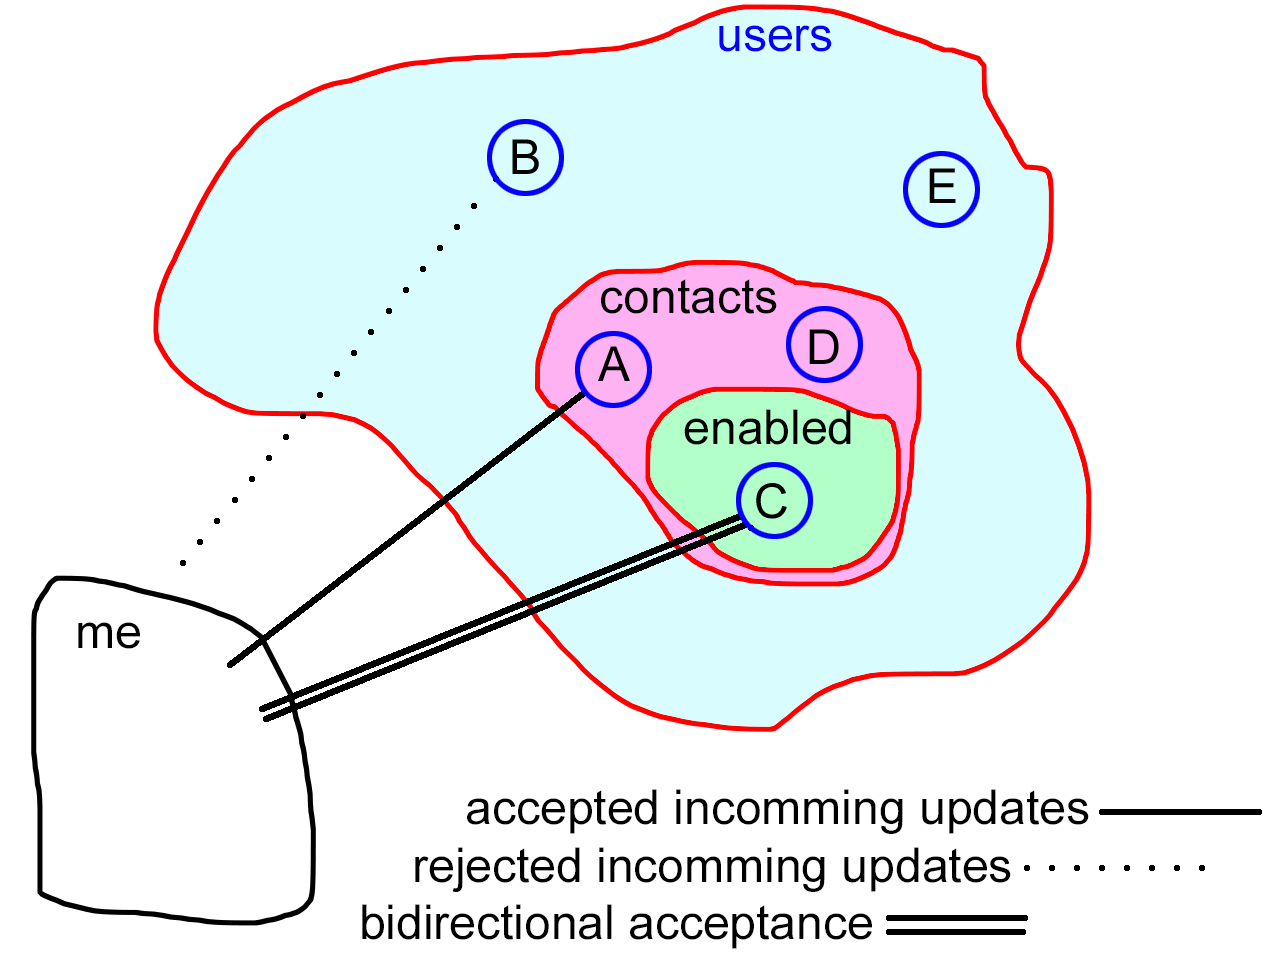 users
B
E
contacts
A
D
enabled
C
me
accepted incomming updates
rejected incomming updates
bidirectional acceptance